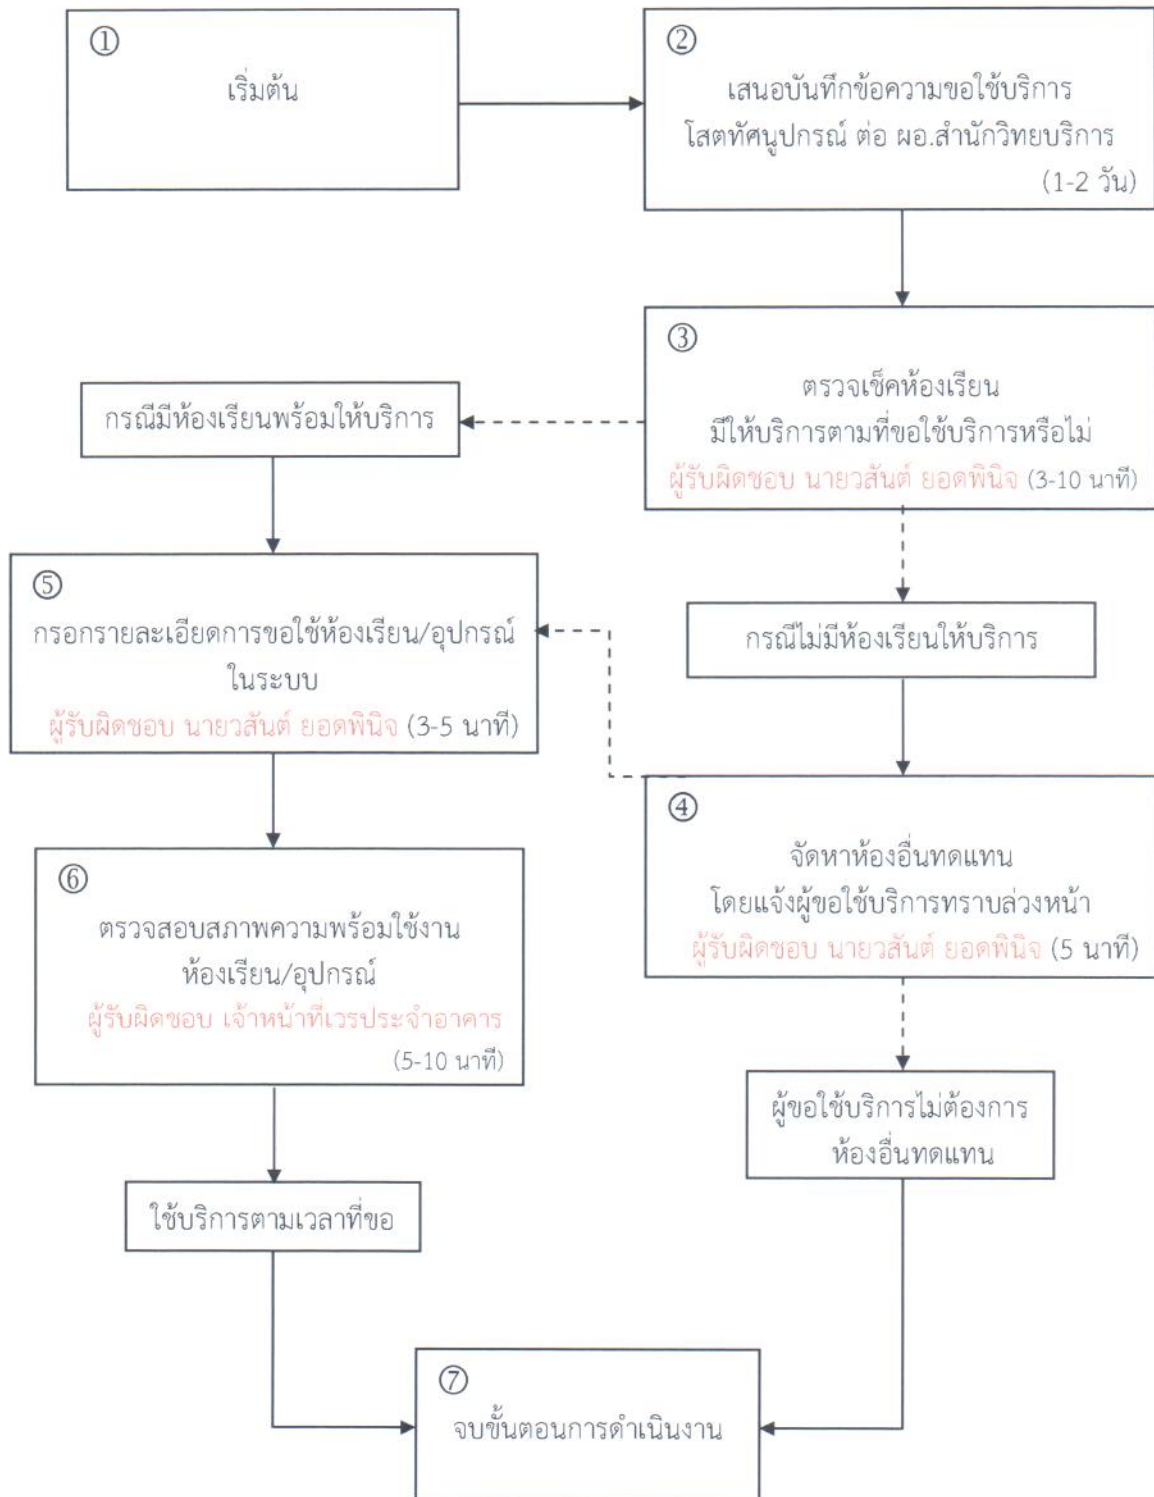 ①
เริ่มต้น
②
เสนอบันทึกข้อความขอใช้บริการ
โสตทัศนูปกรณ์ ต่อ ผอ.สำนักวิทยบริการ
(1-2 วัน)
③
ตรวจเช็คห้องเรียน
มีให้บริการตามที่ขอใช้บริการหรือไม่
ผู้รับผิดชอบ นายวสันต์ ยอดพินิจ (3-10 นาที)
กรณีมีห้องเรียนพร้อมให้บริการ
กรณีไม่มีห้องเรียนให้บริการ
④
จัดหาห้องอื่นทดแทน
โดยแจ้งผู้ขอใช้บริการทราบล่วงหน้า
ผู้รับผิดชอบ นายวสันต์ ยอดพินิจ (5 นาที)
⑤
กรอกรายละเอียดการขอใช้ห้องเรียน/อุปกรณ์
ในระบบ
ผู้รับผิดชอบ นายวสันต์ ยอดพินิจ (3-5 นาที)
⑥
ตรวจสอบสภาพความพร้อมใช้งาน
ห้องเรียน/อุปกรณ์
ผู้รับผิดชอบ เจ้าหน้าที่เวรประจำอาคาร
(5-10 นาที)
ผู้ขอใช้บริการไม่ต้องการ
ห้องอื่นทดแทน
ใช้บริการตามเวลาที่ขอ
⑦
จบขั้นตอนการดำเนินงาน